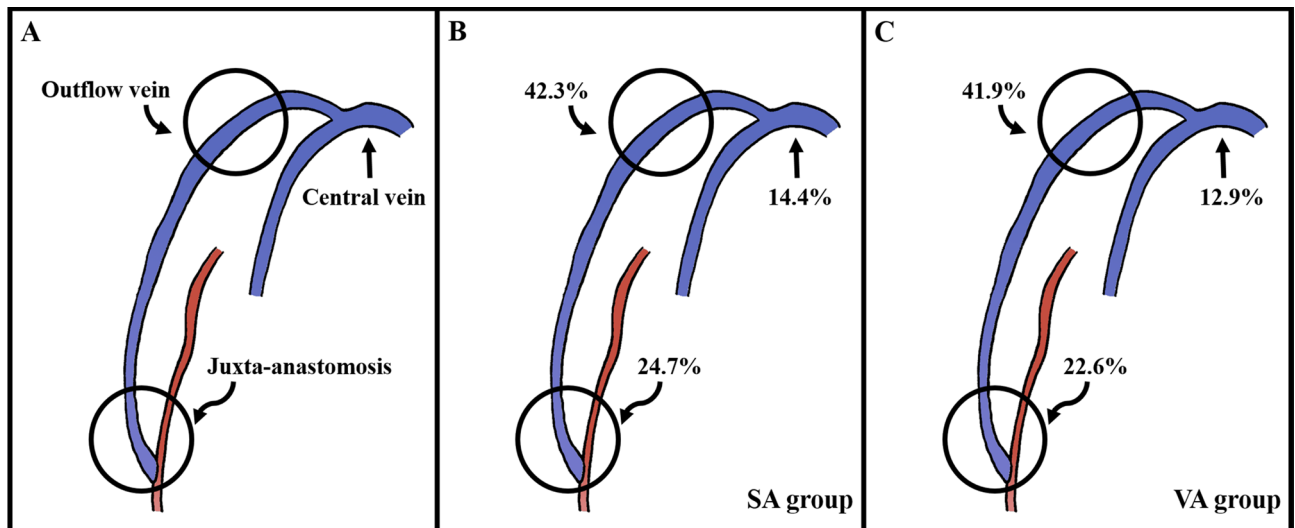 A
Outflow vein
Central vein
Juxta-anastomosis
B
42.3%
14.4%
24.7%
SA group
C
41.9%
12.9%
22.6%
VA group